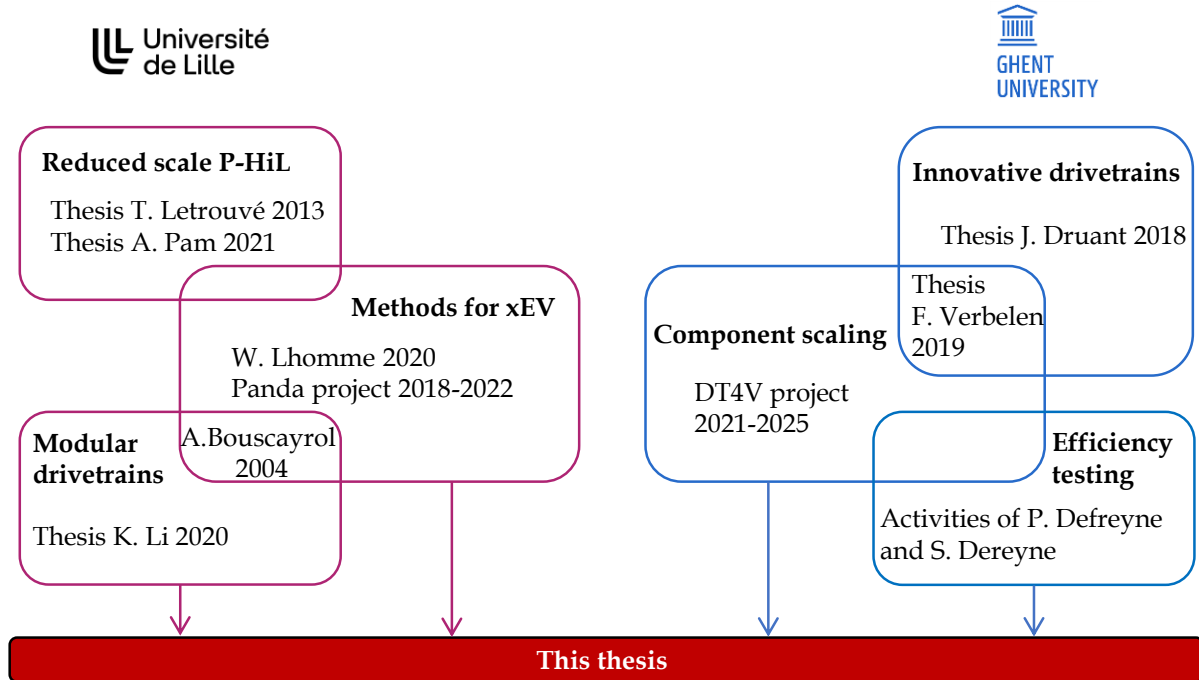 Université
de Lille
GHENT
UNIVERSITY
Reduced scale P-HiL
Thesis T. Letrouvé 2013
Thesis A. Pam 2021
Methods for xEV
W. Lhomme 2020
Panda project 2018-2022
A.Bouscayrol
2004
Modular
drivetrains
Thesis K. Li 2020
Innovative drivetrains
Thesis J. Druant 2018
Thesis
F. Verbelen
2019
Component scaling
DT4V project
2021-2025
Efficiency
testing
Activities of P. Defreyne
and S. Dereyne
This thesis